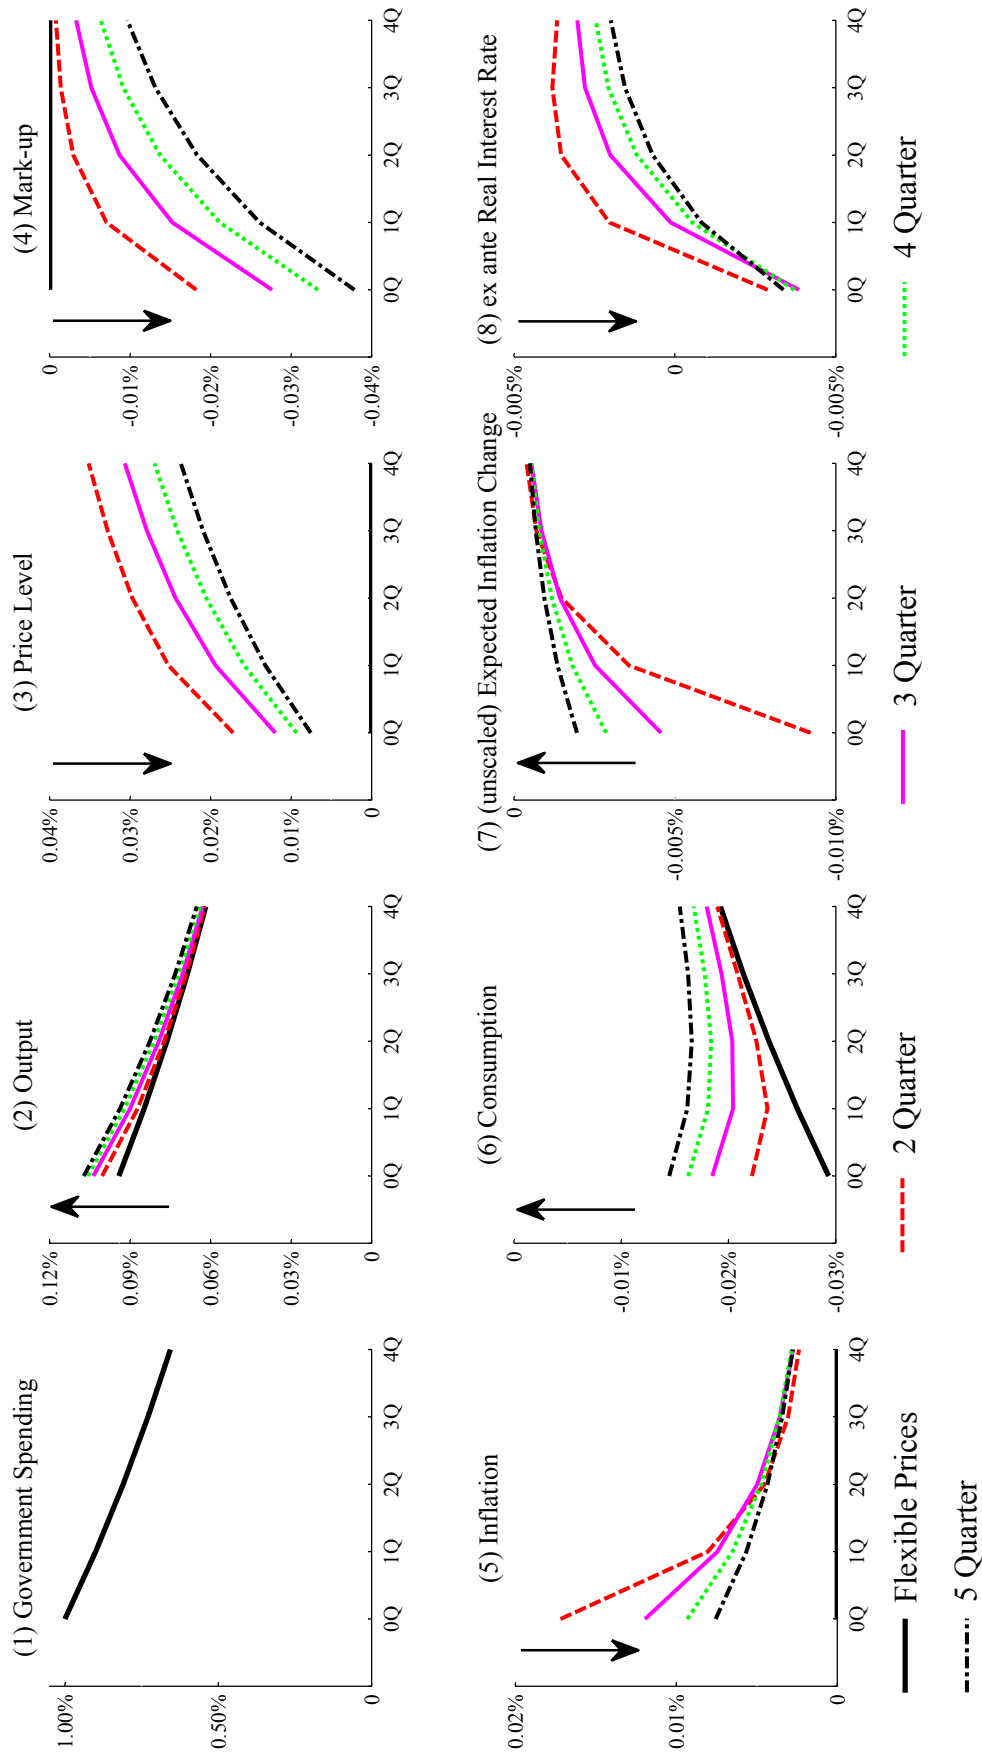 (1) Government Spending
1.00%
0.50%
0
0Q 1Q 2Q 3Q 4Q
(2) Output
0.12%
0.09%
0.06%
0.03%
0
0Q 1Q 2Q 3Q 4Q
(3) Price Level
0.04%
0.03%
0.02%
0.01%
0
0Q 1Q 2Q 3Q 4Q
(4) Mark-up
0
-0.01%
-0.02%
-0.03%
-0.04%
0Q 1Q 2Q 3Q 4Q
(5) Inflation
0.02%
0.01%
0
0Q 1Q 2Q 3Q 4Q
(6) Consumption
0
-0.01%
-0.02%
-0.03%
0Q 1Q 2Q 3Q 4Q
(7) (unscaled) Expected Inflation Change
0
-0.005%
-0.010%
0Q 1Q 2Q 3Q 4Q
(8) ex ante Real Interest Rate
-0.005%
0
-0.005%
0Q 1Q 2Q 3Q 4Q
Flexible Prices 2 Quarter 3 Quarter 4 Quarter
5 Quarter